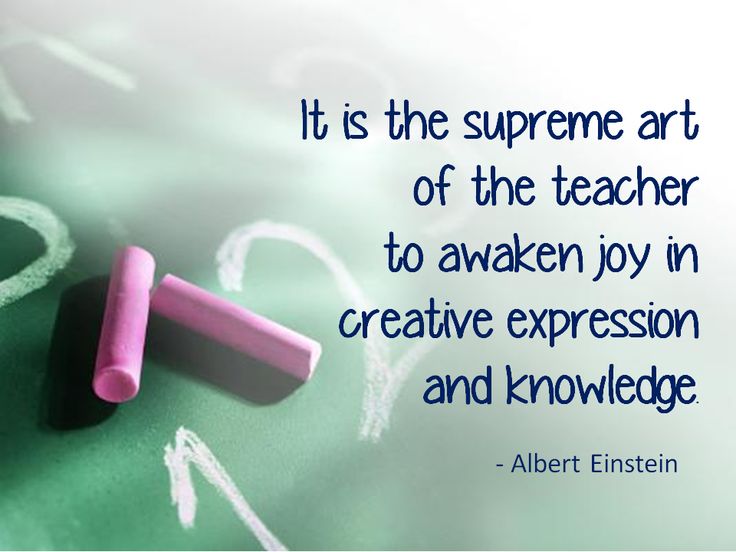 It is the supreme art
of the teacher
to awaken joy in
creative expression
and knowledge.
- Albert Einstein